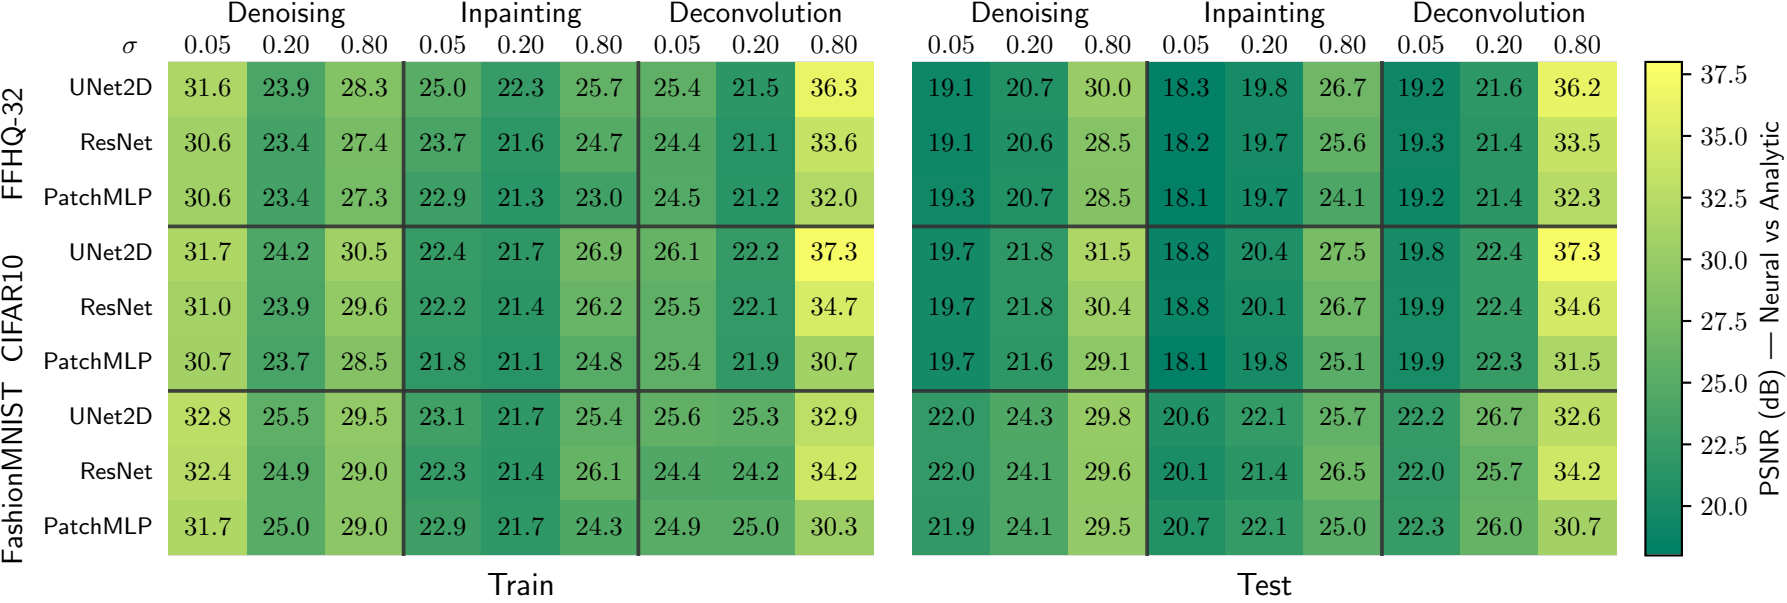 Denoising Inpainting Deconvolution Denoising Inpainting Deconvolution
σ 0.05 0.20 0.80 0.05 0.20 0.80 0.05 0.20 0.80 0.05 0.20 0.80 0.05 0.20 0.80 0.05 0.20 0.80
FFHQ-32
UNet2D 31.6 23.9 28.3 25.0 22.3 25.7 25.4 21.5 36.3 19.1 20.7 30.0 18.3 19.8 26.7 19.2 21.6 36.2
ResNet 30.6 23.4 27.4 23.7 21.6 24.7 24.4 21.1 33.6 19.1 20.6 28.5 18.2 19.7 25.6 19.3 21.4 33.5
PatchMLP 30.6 23.4 27.3 22.9 21.3 23.0 24.5 21.2 32.0 19.3 20.7 28.5 18.1 19.7 24.1 19.2 21.4 32.3
CIFAR10
UNet2D 31.7 24.2 30.5 22.4 21.7 26.9 26.1 22.2 37.3 19.7 21.8 31.5 18.8 20.4 27.5 19.8 22.4 37.3
ResNet 31.0 23.9 29.6 22.2 21.4 26.2 25.5 22.1 34.7 19.7 21.8 30.4 18.8 20.1 26.7 19.9 22.4 34.6
PatchMLP 30.7 23.7 28.5 21.8 21.1 24.8 25.4 21.9 30.7 19.7 21.6 29.1 18.1 19.8 25.1 19.9 22.3 31.5
FashionMNIST
UNet2D 32.8 25.5 29.5 23.1 21.7 25.4 25.6 25.3 32.9 22.0 24.3 29.8 20.6 22.1 25.7 22.2 26.7 32.6
ResNet 32.4 24.9 29.0 22.3 21.4 26.1 24.4 24.2 34.2 22.0 24.1 29.6 20.1 21.4 26.5 22.0 25.7 34.2
PatchMLP 31.7 25.0 29.0 22.9 21.7 24.3 24.9 25.0 30.3 21.9 24.1 29.5 20.7 22.1 25.0 22.3 26.0 30.7
Train Test
37.5
35.0
32.5
30.0
27.5
25.0
22.5
20.0
PSNR (dB) — Neural vs Analytic